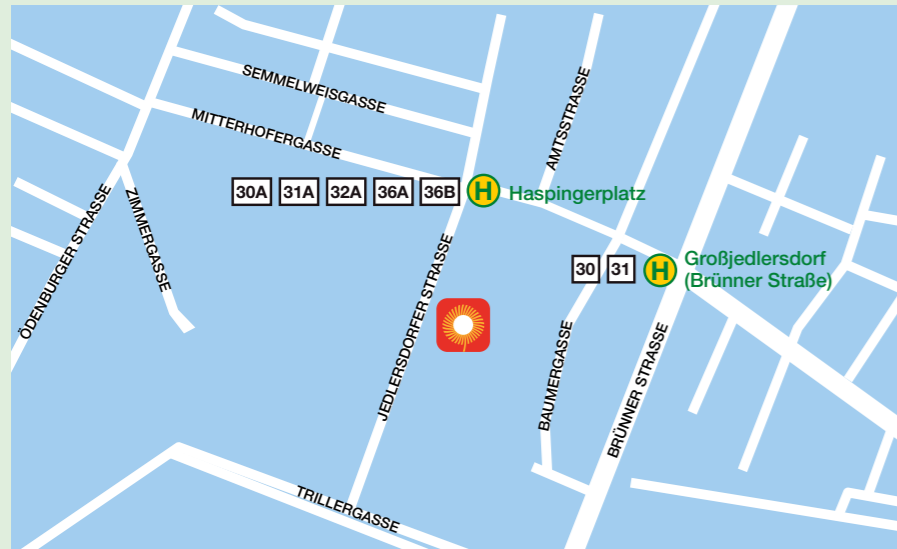 SEMMELWEISGASSE
MITTERHOFERGASSE
AMTSSTRASSE
30A 31A 32A 36A 36B H Haspingerplatz
ÖDENBURGER STRASSE
ZIMMERGASSE
JEDLERSDORFER STRASSE
30 31 H Großjedlersdorf
(Brünner Straße)
BAUMERGASSE
BRÜNNER STRASSE
TRILLERGASSE